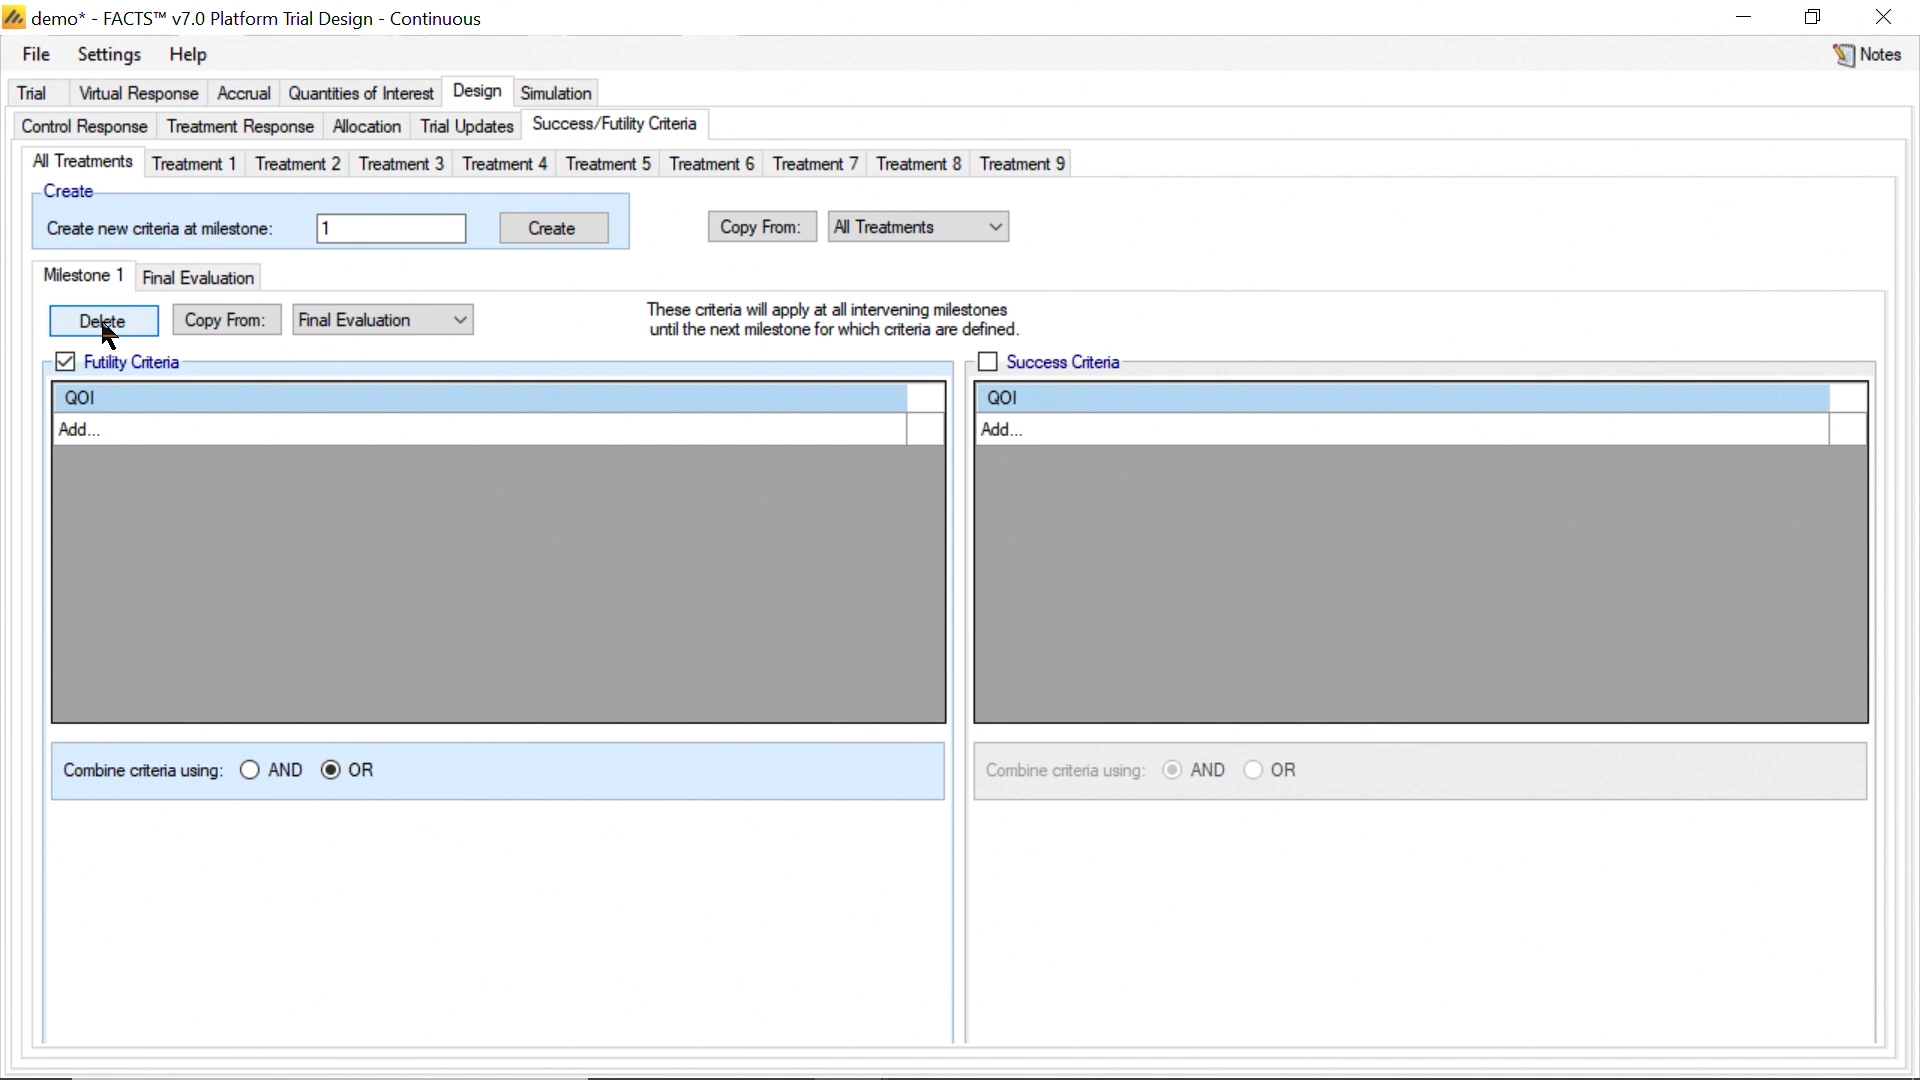 demo* - FACTS™ v7.0 Platform Trial Design - Continuous
File Settings Help Notes
Trial Virtual Response Accrual Quantities of Interest Design Simulation
Control Response Treatment Response Allocation Trial Updates Success/Futility Criteria
All Treatments Treatment 1 Treatment 2 Treatment 3 Treatment 4 Treatment 5 Treatment 6 Treatment 7 Treatment 8 Treatment 9
Create
Create new criteria at milestone: 1 Create Copy From: All Treatments
Milestone 1 Final Evaluation
Delete Copy From: Final Evaluation
These criteria will apply at all intervening milestones
until the next milestone for which criteria are defined.
Futility Criteria Success Criteria
QOI QOI
Add... Add...
Combine criteria using: AND OR Combine criteria using: AND OR